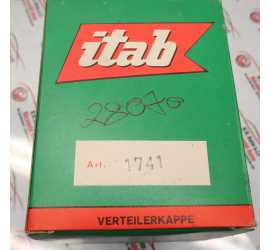 itab
28070
Art. 1741
VERTEILERKAPPE